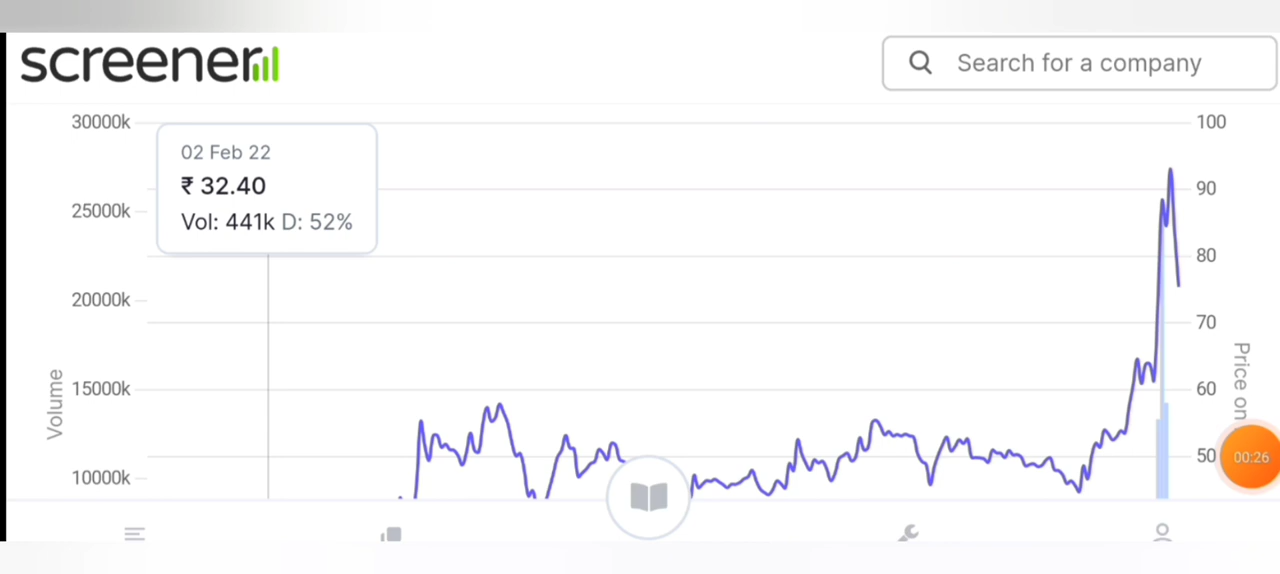 screener
Search for a company
30000k
100
02 Feb 22
₹ 32.40
Vol: 441k D: 52%
90
25000k
80
20000k
70
15000k
60
Volume
Price on
50
10000k
00:26